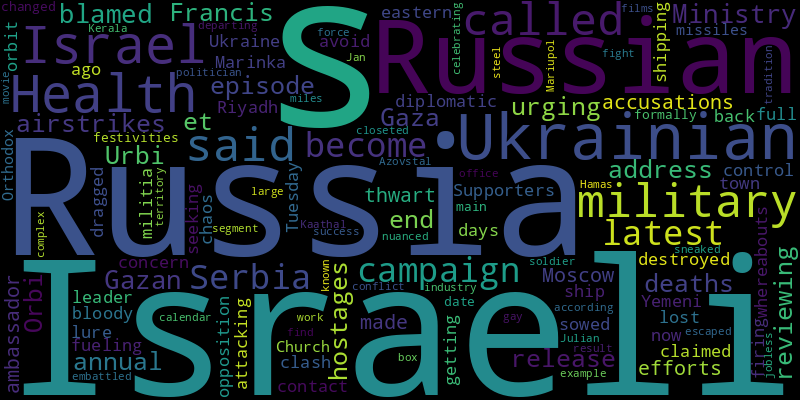 changed
Kerala
blamed
Francis
S
Russian
called
Ministry
films
eastern
celebrating
shipping
missiles
orbit
Israel
departing
force
Ukraine
avoid
steel
Mariupol
fight
tradition
ago
Marinka
Jan
movie
politician
Health
episode
miles
diplomatic
urging
accusations
Riyadh
Gaza
formally
back
full
airstrikes
et
closeted
Ukrainian
Orthodox
festivities
said
become
Urbi
Russia
Azovstal
address
control
dragged
militia
territory
seeking
chaos
large
Tuesday
office
Supporters
Hamas
town
thwart
main
military
end
days
segment
Kaathal
success
nuanced
latest
complex
sneaked
whereabouts
concern
Israeli
soldier
destroyed
reviewing
ambassador
Orbi
Gazan
Serbia
known
hostages
campaign
conflict
industry
Moscow
deaths
leader
ship
Yemeni
bloody
calendar
opposition
attacking
work
made
date
according
lost
firing
lure
find
getting
gay
sowed
now
escaped
jobless
fueling
Church
Julian
result
claimed
annual
clash
box
release
embattled
contact
example
efforts